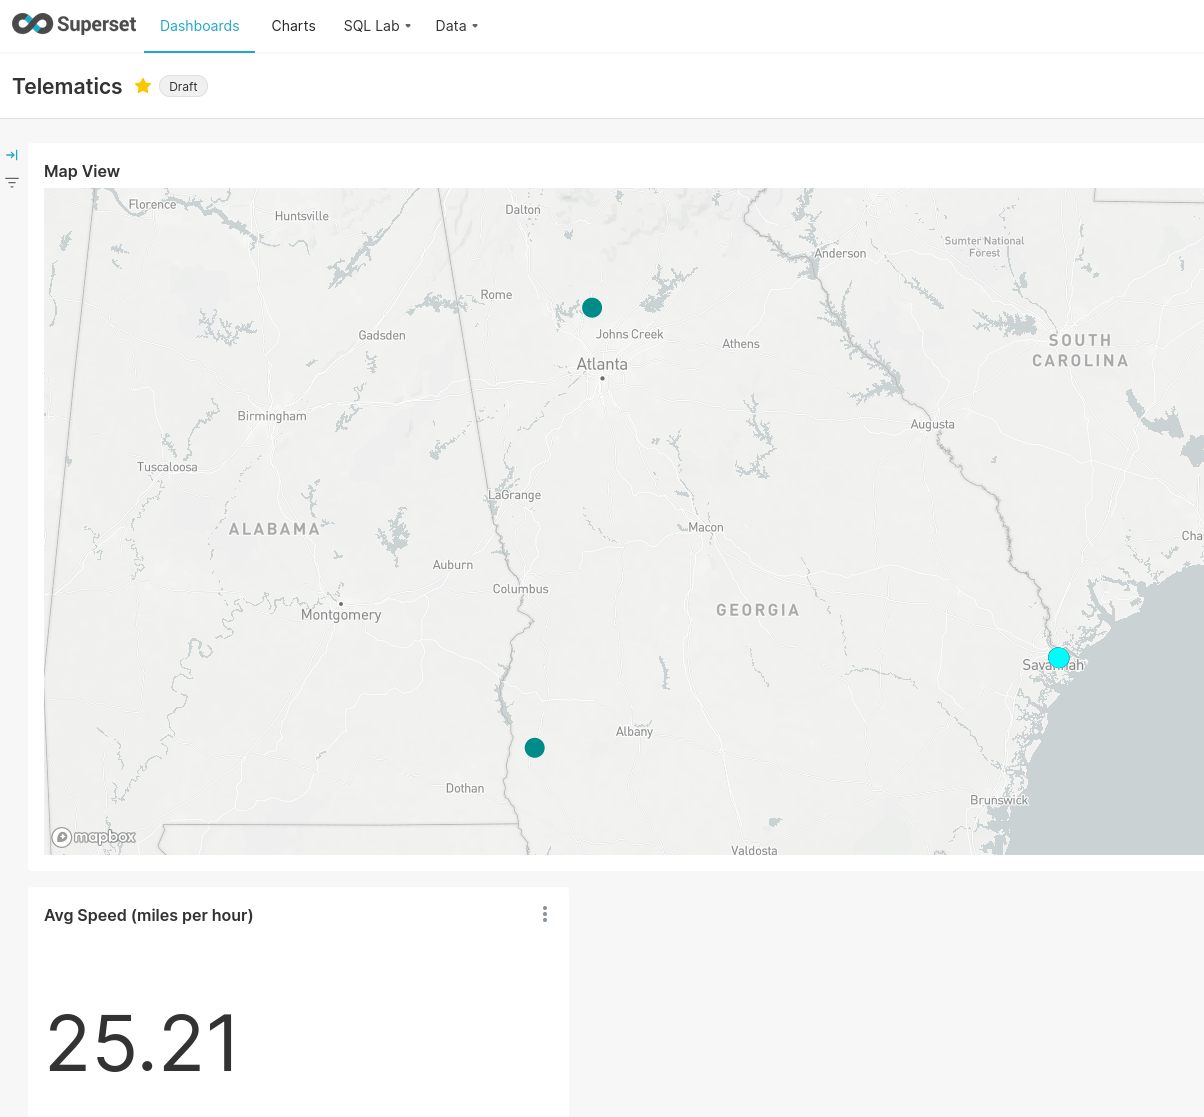 Superset Dashboards Charts SQL Lab Data
Telematics Draft
Map View
Florence
Huntsville
Dalton
Sumter National
Forest
Anderson
Rome
Gadsden
Johns Creek
Athens
SOUTH
CAROLINA
Atlanta
Birmingham
Augusta
Tuscaloosa
LaGrange
ALABAMA
Macon
Cha
Auburn
Columbus
Montgomery
GEORGIA
Savannah
Albany
Dothan
Brunswick
mapbox
Valdosta
Avg Speed (miles per hour)
25.21